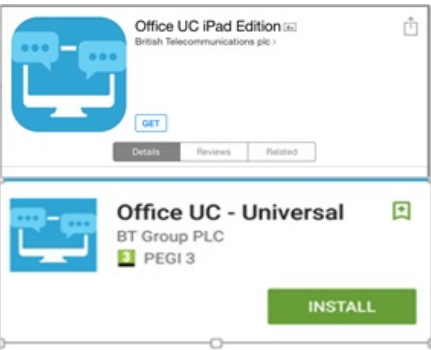 Office UC iPad Edition 4+
British Telecommunications plc >
GET
Details Reviews Related
Office UC - Universal
BT Group PLC
3 PEGI 3
INSTALL